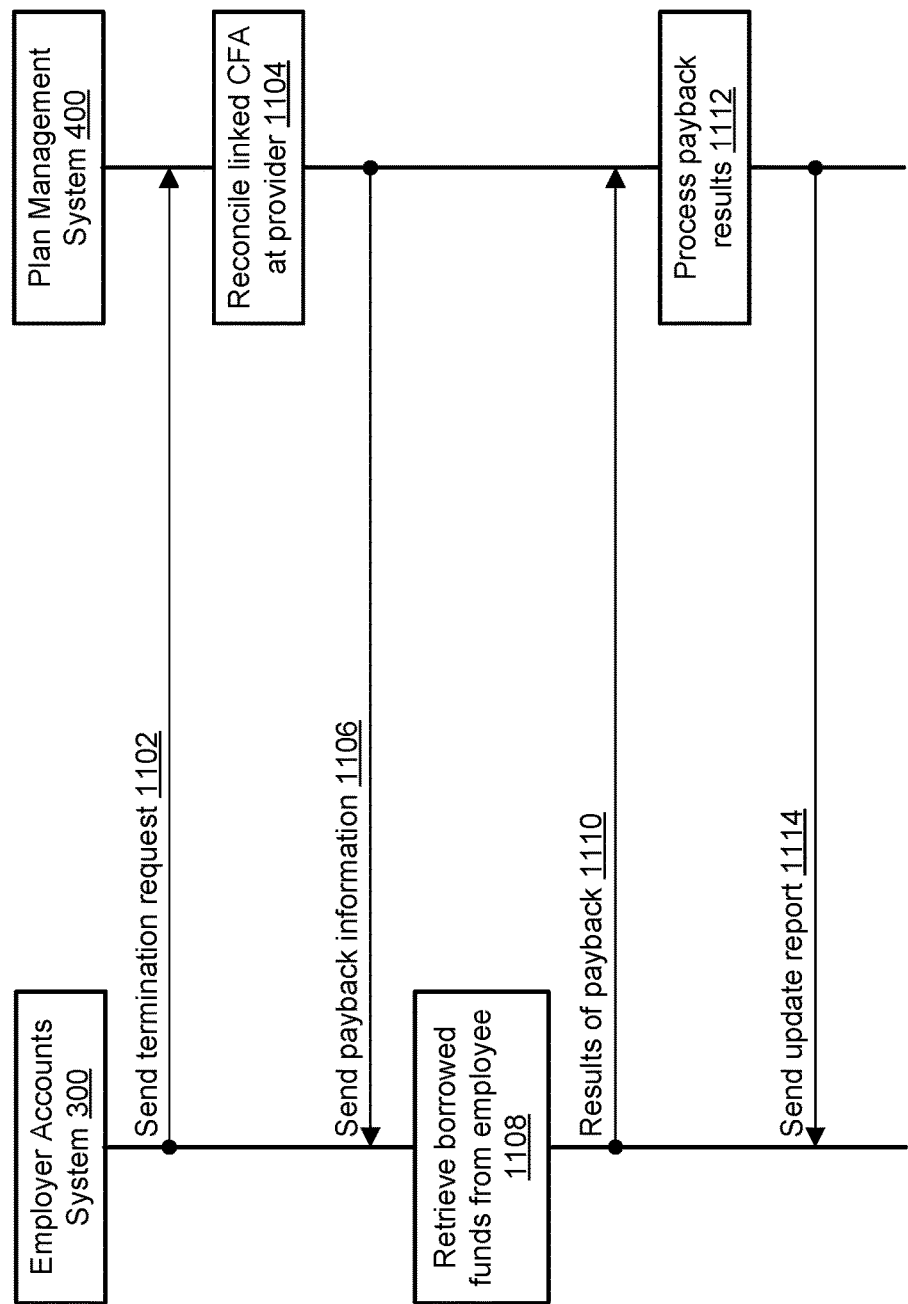 Employer Accounts
System 300
Plan Management
System 400
Send termination request 1102
Reconcile linked CFA
at provider 1104
Send payback information 1106
Retrieve borrowed
funds from employee
1108
Results of payback 1110
Process payback
results 1112
Send update report 1114